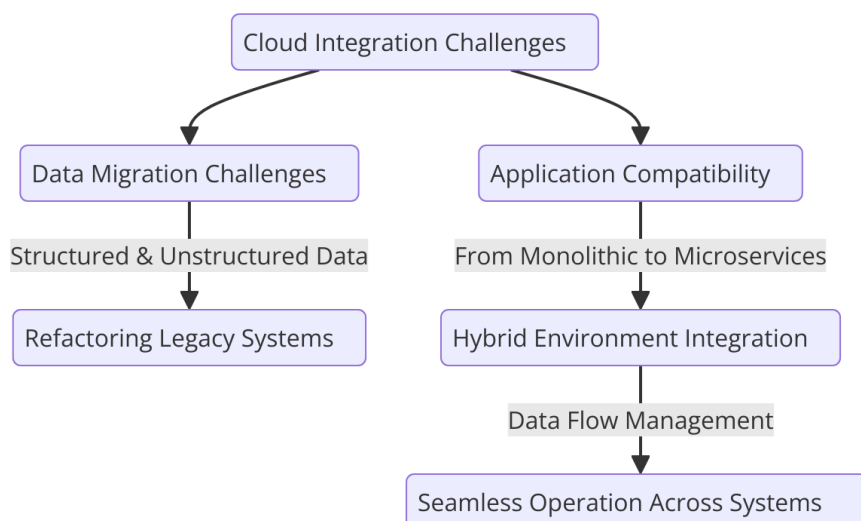 Cloud Integration Challenges
Data Migration Challenges
Application Compatibility
Structured & Unstructured Data
From Monolithic to Microservices
Refactoring Legacy Systems
Hybrid Environment Integration
Data Flow Management
Seamless Operation Across Systems